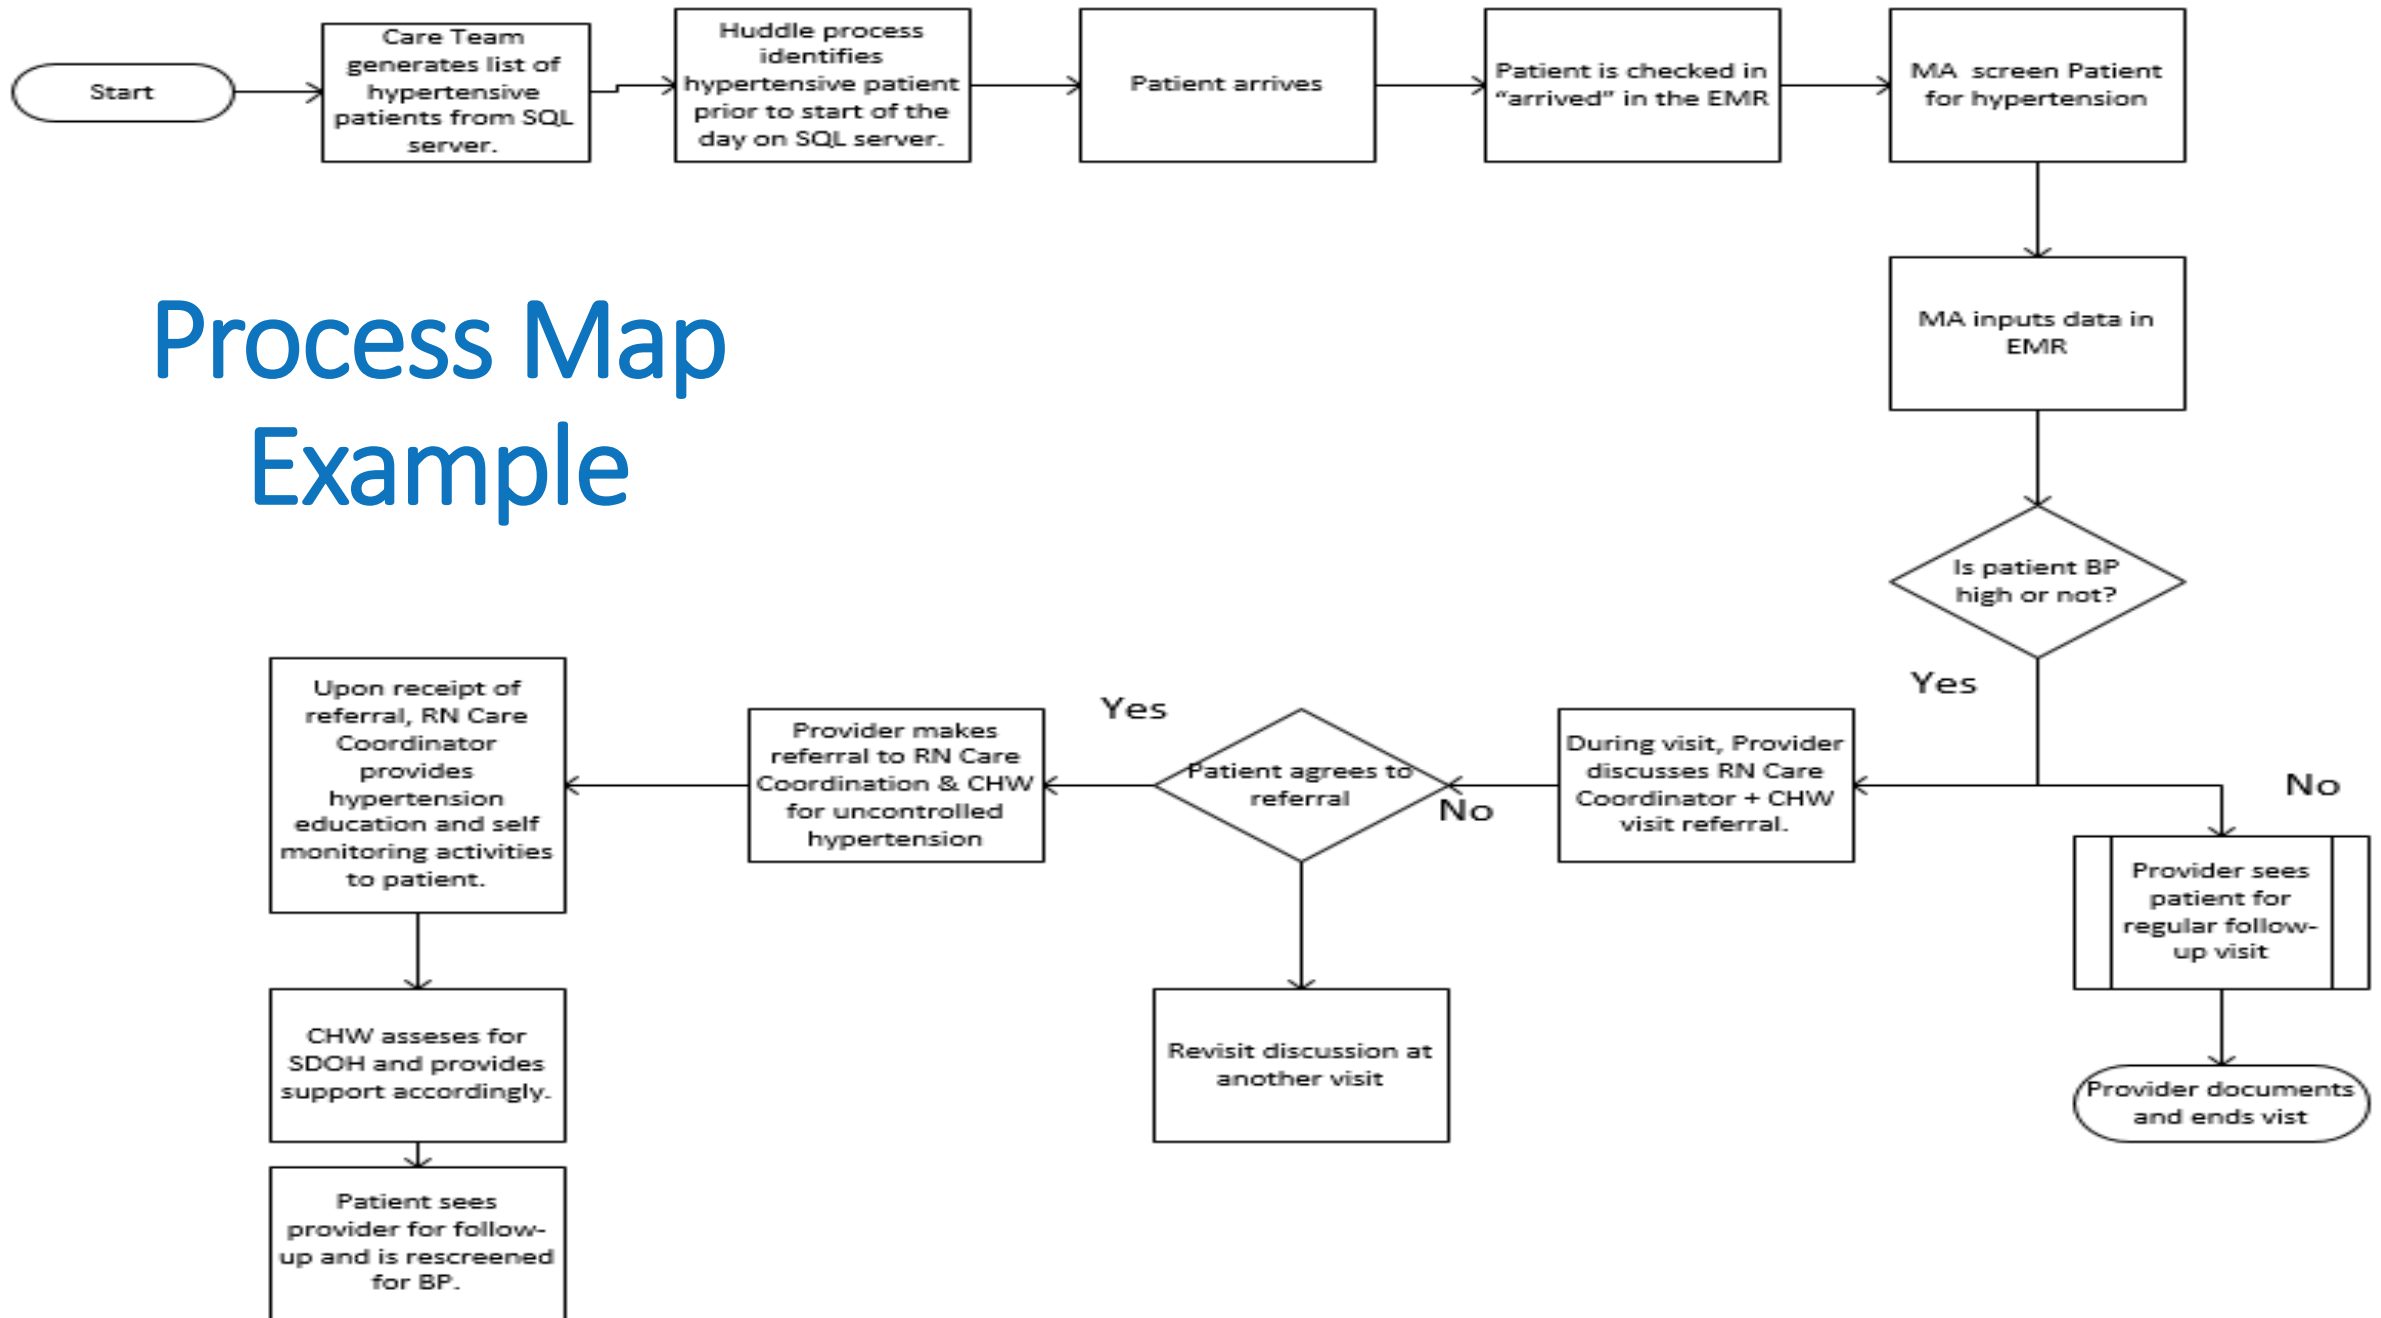 Start
Care Team
generates list of
hypertensive
patients from SQL
server.
Huddle process
identifies
hypertensive patient
prior to start of the
day on SQL server.
Patient arrives
Patient is checked in
“arrived” in the EMR
MA  screen Patient
for hypertension
Process Map
Example
MA inputs data in
EMR
Is patient BP
high or not?
Yes
No
During visit, Provider
discusses RN Care
Coordinator + CHW
visit referral.
Provider sees
patient for
regular follow-
up visit
Provider documents
and ends vist
Patient agrees to
referral
Yes
No
Provider makes
referral to RN Care
Coordination & CHW
for uncontrolled
hypertension
Revisit discussion at
another visit
Upon receipt of
referral, RN Care
Coordinator
provides
hypertension
education and self
monitoring activities
to patient.
CHW asseses for
SDOH and provides
support accordingly.
Patient sees
provider for follow-
up and is rescreened
for BP.